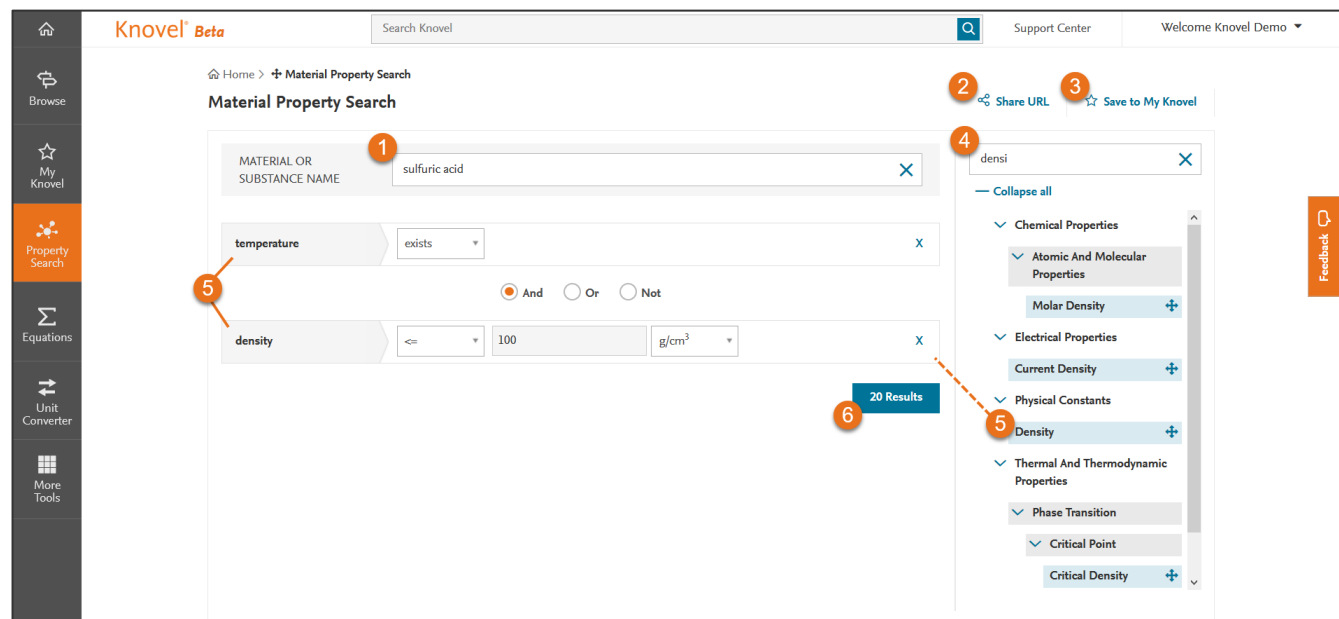 Knovel® Beta
Search Knovel
Support Center
Welcome Knovel Demo
Browse
My
Knovel
Property
Search
Equations
Unit
Converter
More
Tools
Home > Material Property Search
Material Property Search
2
Share URL
3
Save to My Knovel
1
MATERIAL OR
SUBSTANCE NAME
sulfuric acid
X
temperature
exists
X
5
And
Or
Not
density
<=
100
g/cm³
X
20 Results
6
4
densi
X
Collapse all
Chemical Properties
Atomic And Molecular
Properties
Molar Density
Electrical Properties
Current Density
Physical Constants
5
Density
Thermal And Thermodynamic
Properties
Phase Transition
Critical Point
Critical Density
Feedback